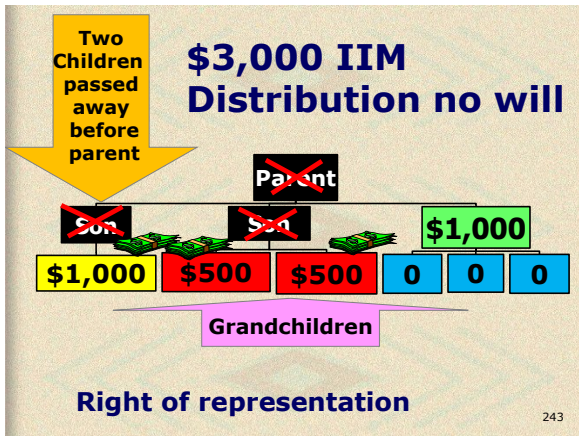 Two
Children
passed
away
before
parent
$3,000 IIM
Distribution no will
Parent
Son
Son
$1,000
$1,000
$500
$500
0
0
0
Grandchildren
Right of representation
243